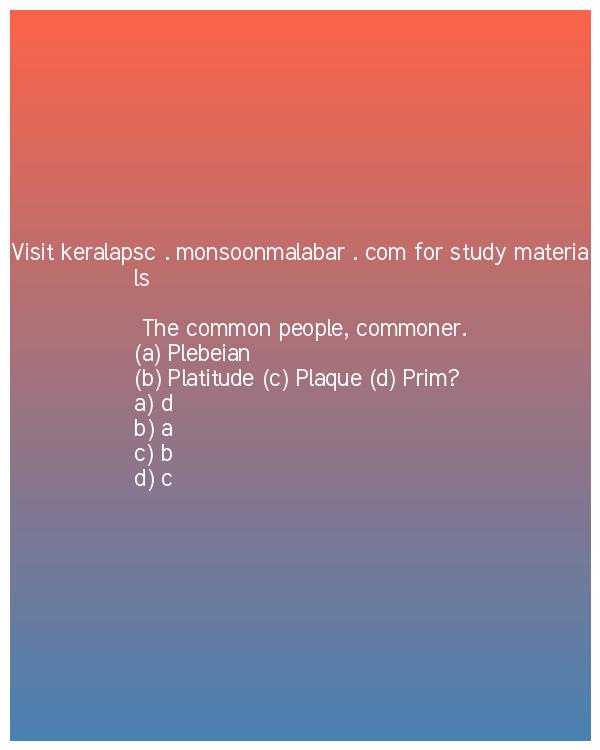 Visit keralapsc . monsoonmalabar . com for study materia
ls
The common people, commoner.
(a) Plebeian
(b) Platitude (c) Plaque (d) Prim?
a) d
b) a
c) b
d) c